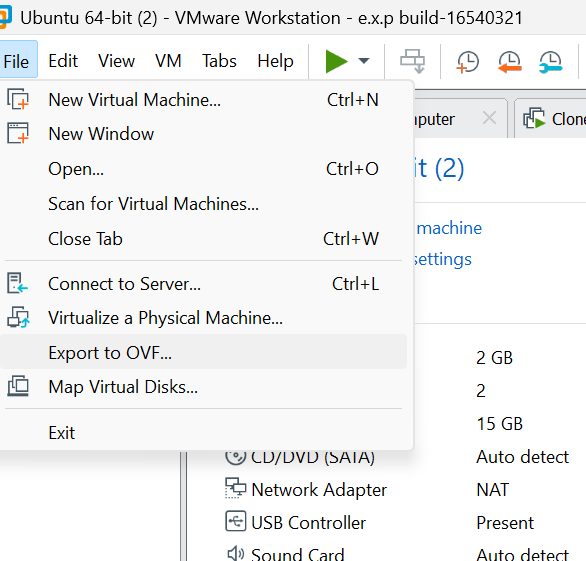 Ubuntu 64-bit (2) - VMware Workstation - e.x.p build-16540321
File Edit View VM Tabs Help
New Virtual Machine... Ctrl+N
New Window
Open... Ctrl+O
Scan for Virtual Machines...
Close Tab Ctrl+W
Connect to Server... Ctrl+L
Virtualize a Physical Machine...
Export to OVF...
Map Virtual Disks...
Exit
mputer Clone
it (2)
machine
settings
2 GB
2
15 GB
CD/DVD (SATA) Auto detect
Network Adapter NAT
USB Controller Present
Sound Card Auto detect